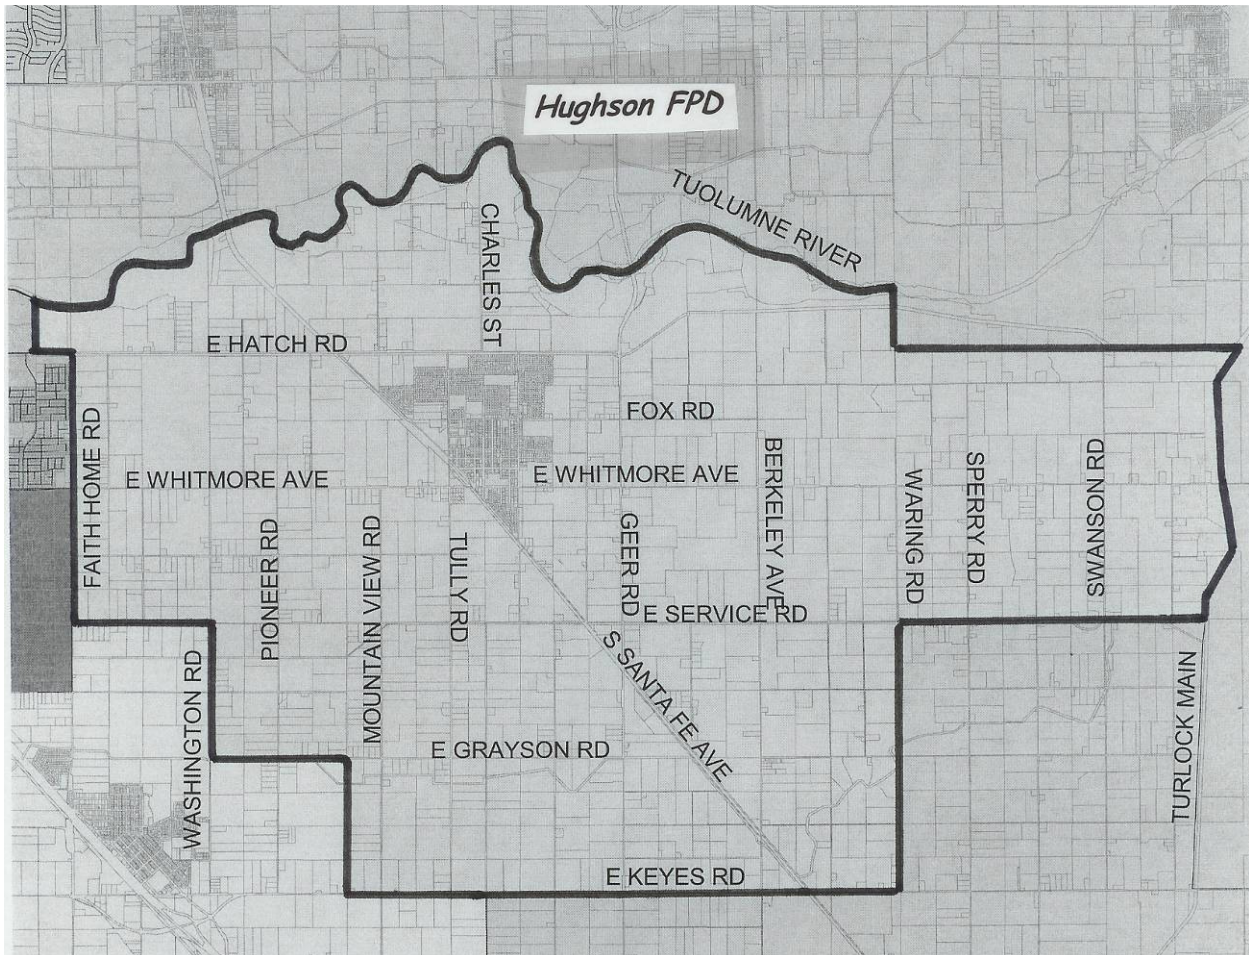 Hughson FPD
TUOLUMNE RIVER
CHARLES ST
E HATCH RD
FOX RD
FAITH HOME RD
E WHITMORE AVE
E WHITMORE AVE
BERKELEY AVE
WARING RD
SPERRY RD
SWANSON RD
PIONEER RD
MOUNTAIN VIEW RD
TULLY RD
GEER RD
E SERVICE RD
S SANTA FE AVE
WASHINGTON RD
E GRAYSON RD
TURLOCK MAIN
E KEYES RD